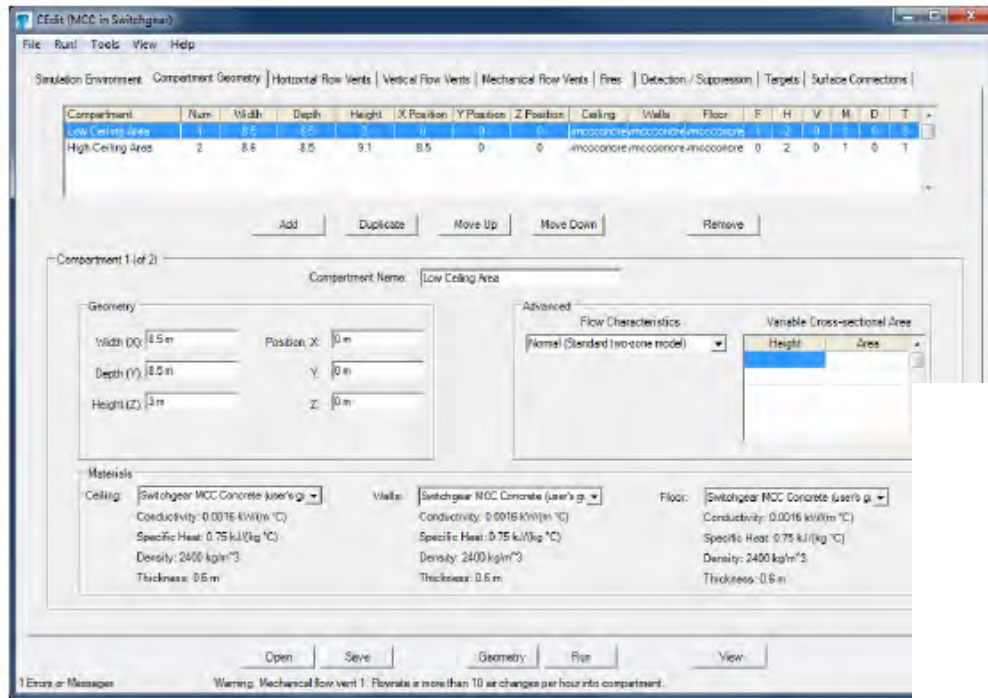 CEdit (MCC in Switchgear)
File Run! Tools View Help
Simulation Environment Compartment Geometry Horizontal Flow Vents Vertical Flow Vents Mechanical Flow Vents Fires Detection / Suppression Targets Surface Connections
Compartment Num Width Depth Height X Position Y Position Z Position Ceiling Walls Floor F H V M D T
Low Ceiling Area 1 8.5 8.5 3 0 0 0
High Ceiling Area 2 8.6 8.5 9.1 8.5 0 0 0 2 0 1 0 1
Add Duplicate Move Up Move Down Remove
Compartment 1 (of 2)
Compartment Name: Low Ceiling Area
Geometry
Width (X): 8.5 m Position, X: 0 m
Depth (Y): 8.5 m Y: 0 m
Height (Z): 3 m Z: 0 m
Advanced
Flow Characteristics Variable Cross-sectional Area
Normal (Standard two-zone model) Height Area
Materials
Ceiling: Switchgear MCC Concrete (user's g Walls: Switchgear MCC Concrete (user's g Floor: Switchgear MCC Concrete (user's g
Conductivity: 0.0016 kW/(m °C) Conductivity: 0.0016 kW/(m °C) Conductivity: 0.0016 kW/(m °C)
Specific Heat: 0.75 kJ/(kg °C) Specific Heat: 0.75 kJ/(kg °C) Specific Heat: 0.75 kJ/(kg °C)
Density: 2400 kg/m^3 Density: 2400 kg/m^3 Density: 2400 kg/m^3
Thickness: 0.6 m Thickness: 0.6 m Thickness: 0.6 m
Open Save Geometry Run View
1 Errors or Messages Warning. Mechanical flow vent 1. Flowrate is more than 10 air changes per hour into compartment.